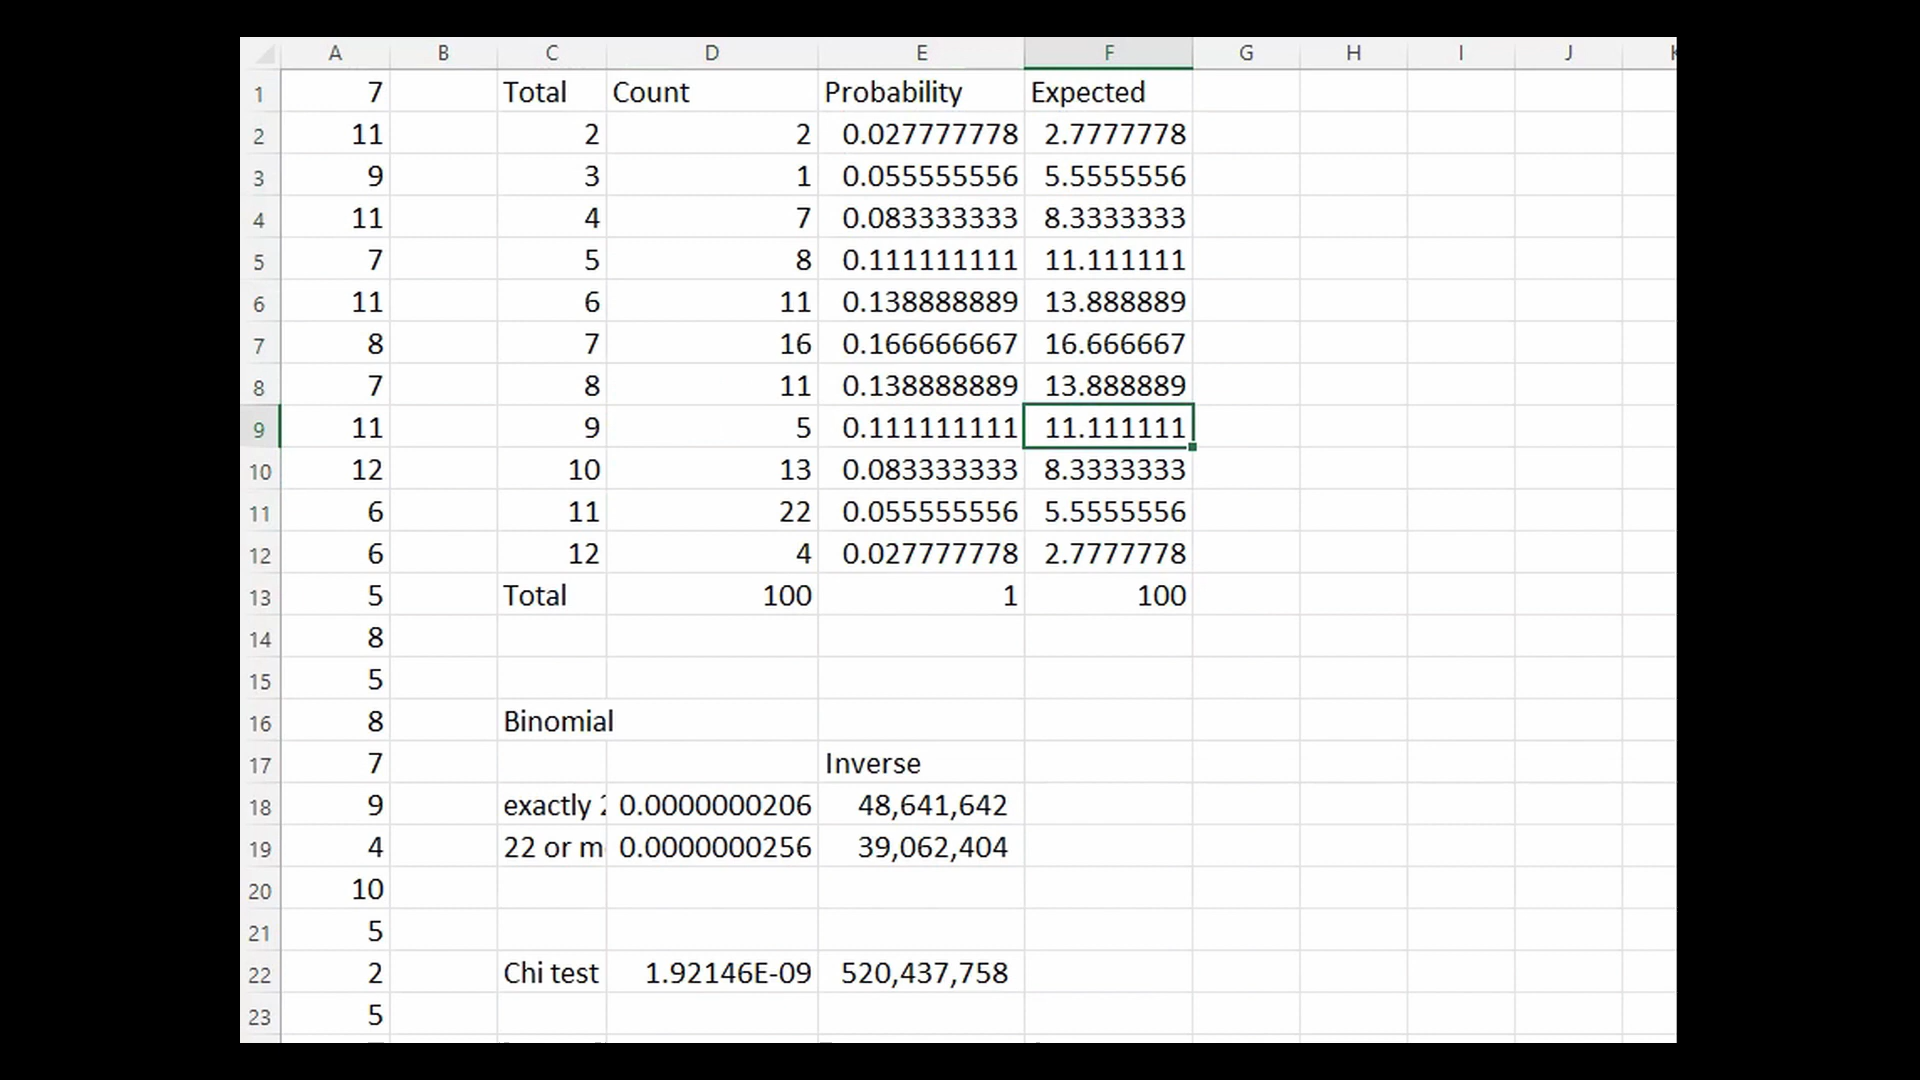 A B C D E F G H I J
1 7 Total Count Probability Expected
2 11 2 2 0.027777778 2.7777778
3 9 3 1 0.055555556 5.5555556
4 11 4 7 0.083333333 8.3333333
5 7 5 8 0.111111111 11.111111
6 11 6 11 0.138888889 13.888889
7 8 7 16 0.166666667 16.666667
8 7 8 11 0.138888889 13.888889
9 11 9 5 0.111111111 11.111111
10 12 10 13 0.083333333 8.3333333
11 6 11 22 0.055555556 5.5555556
12 6 12 4 0.027777778 2.7777778
13 5 Total 100 1 100
14 8
15 5
16 8 Binomial
17 7 Inverse
18 9 exactly 0.0000000206 48,641,642
19 4 22 or m 0.0000000256 39,062,404
20 10
21 5
22 2 Chi test 1.92146E-09 520,437,758
23 5